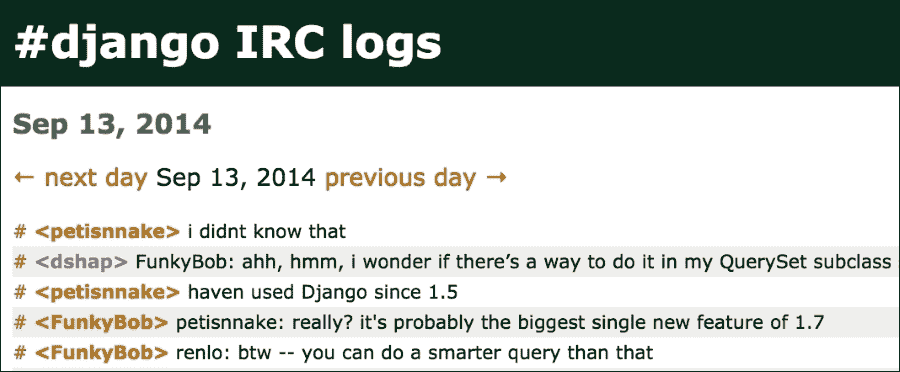 #django IRC logs
Sep 13, 2014
← next day Sep 13, 2014 previous day →
# <petisnnake> i didnt know that
# <dshap> FunkyBob: ahh, hmm, i wonder if there’s a way to do it in my QuerySet subclass
# <petisnnake> haven used Django since 1.5
# <FunkyBob> petisnnake: really? it's probably the biggest single new feature of 1.7
# <FunkyBob> renlo: btw -- you can do a smarter query than that